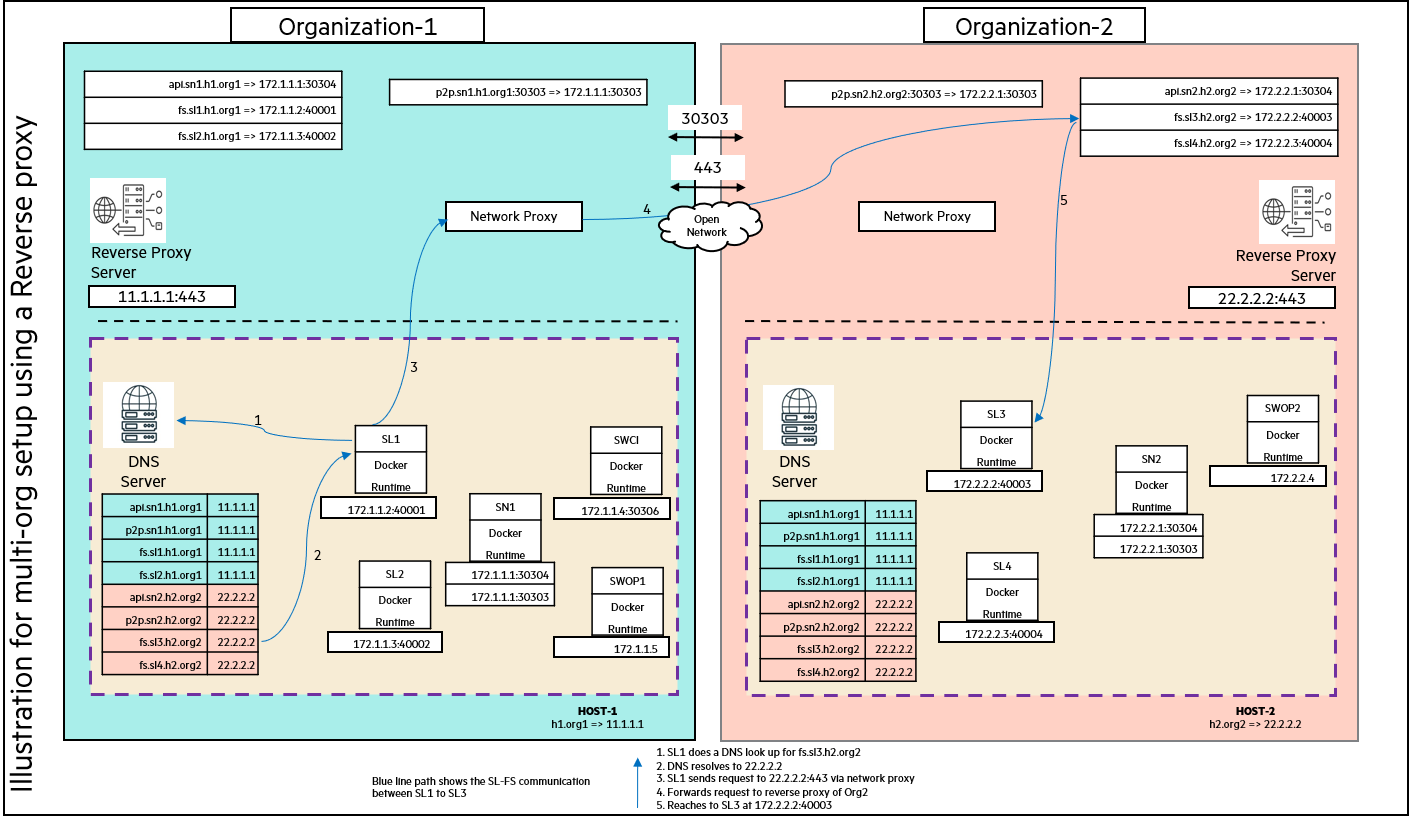 Illustration for multi-org setup using a Reverse proxy
Organization-1
api.sn1.h1.org1 => 172.1.1.1:30304
fs.sl1.h1.org1 => 172.1.1.2:40001
fs.sl2.h1.org1 => 172.1.1.3:40002
p2p.sn1.h1.org1:30303 => 172.1.1.1:30303
Reverse Proxy
Server
11.1.1.1:443
Network Proxy
30303
443
4
Open
Network
3
DNS
Server
api.sn1.h1.org1 11.1.1.1
p2p.sn1.h1.org1 11.1.1.1
fs.sl1.h1.org1 11.1.1.1
fs.sl2.h1.org1 11.1.1.1
api.sn2.h2.org2 22.2.2.2
p2p.sn2.h2.org2 22.2.2.2
fs.sl3.h2.org2 22.2.2.2
fs.sl4.h2.org2 22.2.2.2
1
2
SL1
Docker
Runtime
172.1.1.2:40001
SL2
Docker
Runtime
172.1.1.3:40002
SN1
Docker
Runtime
172.1.1.1:30304
172.1.1.1:30303
SWCI
Docker
Runtime
172.1.1.4:30306
SWOP1
Docker
Runtime
172.1.1.5
HOST-1
h1.org1 => 11.1.1.1
Organization-2
p2p.sn2.h2.org2:30303 => 172.2.2.1:30303
api.sn2.h2.org2 => 172.2.2.1:30304
fs.sl3.h2.org2 => 172.2.2.2:40003
fs.sl4.h2.org2 => 172.2.2.3:40004
Network Proxy
5
Reverse Proxy
Server
22.2.2.2:443
DNS
Server
api.sn1.h1.org1 11.1.1.1
p2p.sn1.h1.org1 11.1.1.1
fs.sl1.h1.org1 11.1.1.1
fs.sl2.h1.org1 11.1.1.1
api.sn2.h2.org2 22.2.2.2
p2p.sn2.h2.org2 22.2.2.2
fs.sl3.h2.org2 22.2.2.2
fs.sl4.h2.org2 22.2.2.2
SL3
Docker
Runtime
172.2.2.2:40003
SL4
Docker
Runtime
172.2.2.3:40004
SN2
Docker
Runtime
172.2.2.1:30304
172.2.2.1:30303
SWOP2
Docker
Runtime
172.2.2.4
HOST-2
h2.org2 => 22.2.2.2
Blue line path shows the SL-FS communication
between SL1 to SL3
1. SL1 does a DNS look up for fs.sl3.h2.org2
2. DNS resolves to 22.2.2.2
3. SL1 sends request to 22.2.2.2:443 via network proxy
4. Forwards request to reverse proxy of Org2
5. Reaches to SL3 at 172.2.2.2:40003